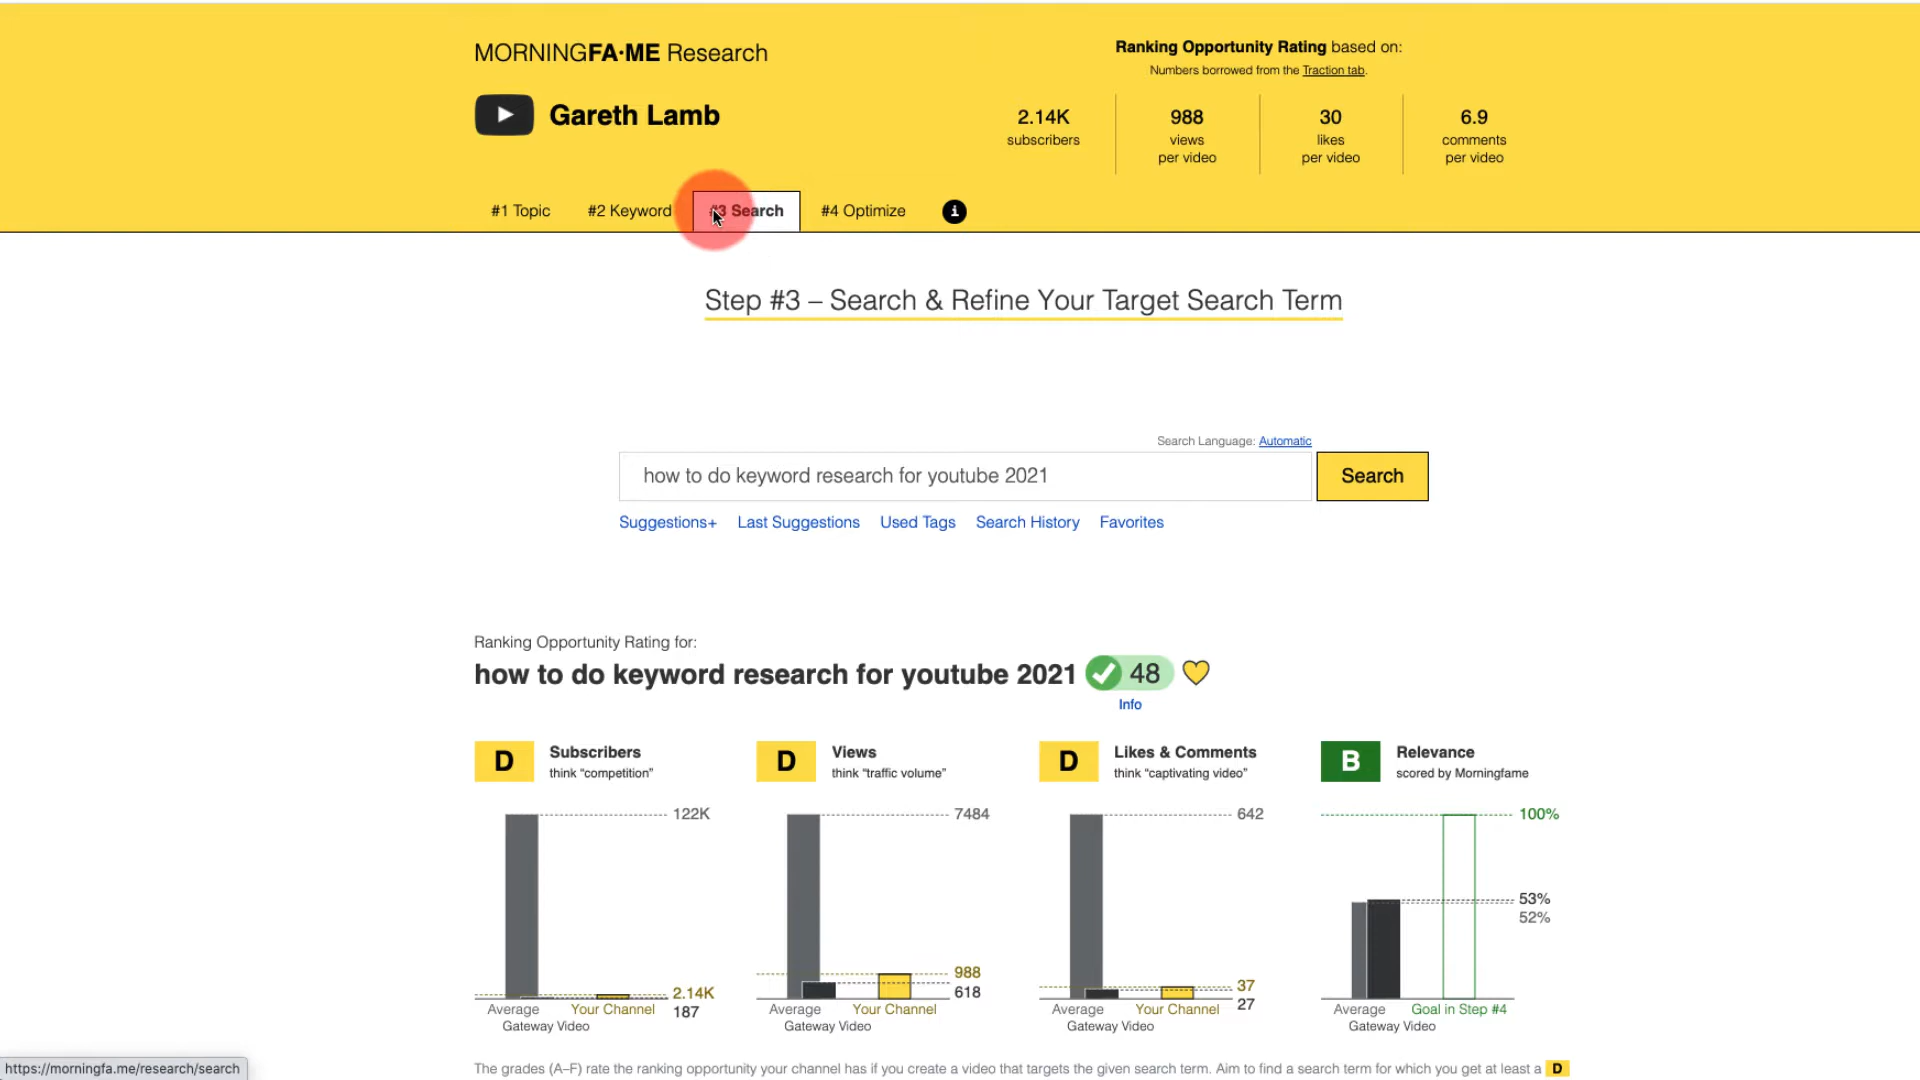 MORNINGFA·ME Research
Ranking Opportunity Rating based on:
Numbers borrowed from the Traction tab.
Gareth Lamb
2.14K
subscribers
988
views
per video
30
likes
per video
6.9
comments
per video
#1 Topic
#2 Keyword
#3 Search
#4 Optimize
i
Step #3 – Search & Refine Your Target Search Term
Search Language: Automatic
how to do keyword research for youtube 2021
Search
Suggestions+
Last Suggestions
Used Tags
Search History
Favorites
Ranking Opportunity Rating for:
how to do keyword research for youtube 2021
48
Info
D
Subscribers
think “competition”
122K
2.14K
187
Average
Your Channel
Gateway Video
D
Views
think “traffic volume”
7484
988
618
Average
Your Channel
Gateway Video
D
Likes & Comments
think “captivating video”
642
37
27
Average
Your Channel
Gateway Video
B
Relevance
scored by Morningfame
100%
53%
52%
Average
Goal in Step #4
Gateway Video
https://morningfa.me/research/search
The grades (A–F) rate the ranking opportunity your channel has if you create a video that targets the given search term. Aim to find a search term for which you get at least a D